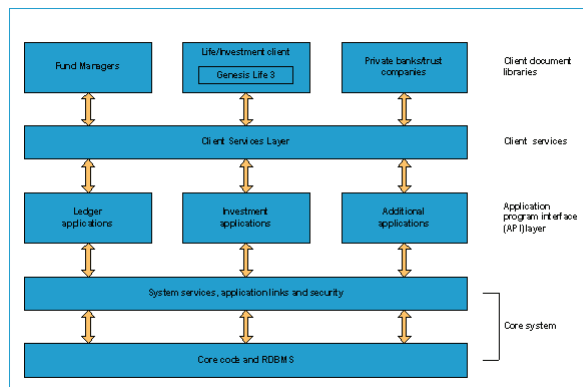 Fund Managers
Life/Investment client
Genesis Life 3
Private banks/trust
companies
Client document
libraries
Client Services Layer
Client services
Ledger
applications
Investment
applications
Additional
applications
Application
program interface
(API)layer
System services, application links and security
Core system
Core code and RDBMS